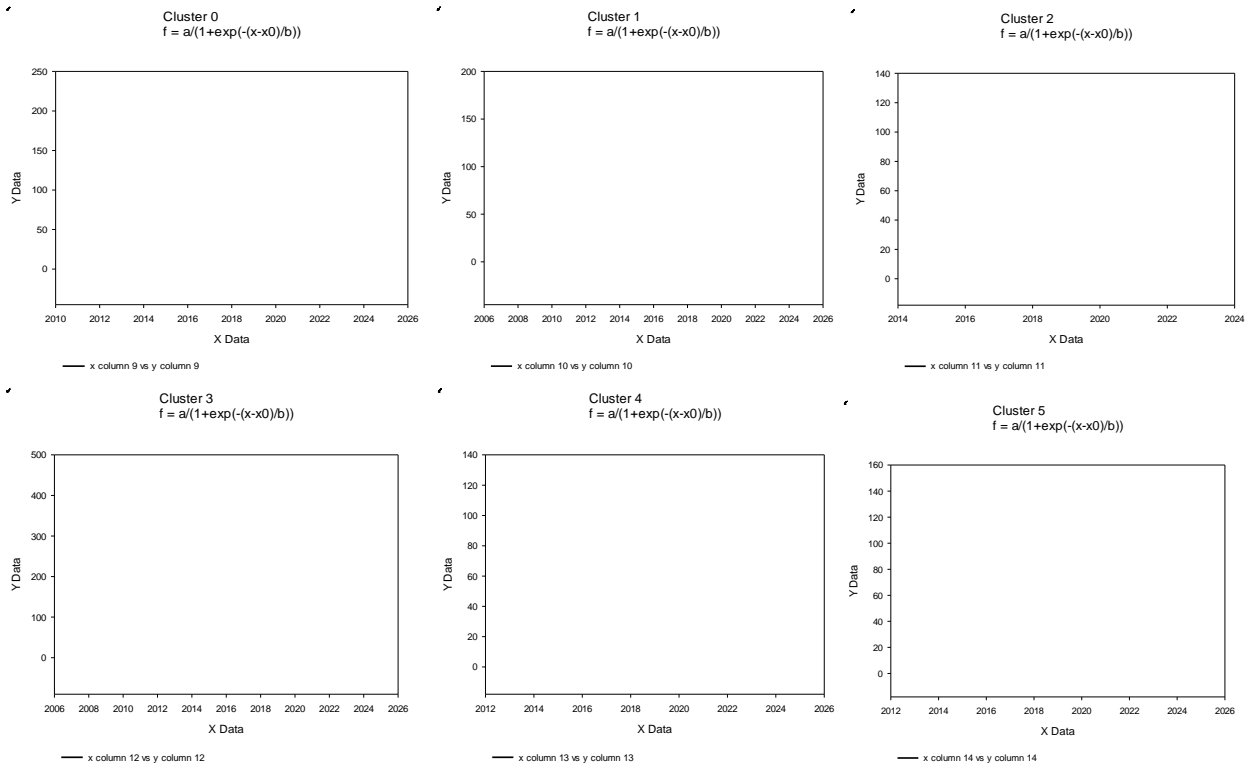 Cluster 0
f = a/(1+exp(-(x-x0)/b))
250
200
150
100
50
0
Y Data
2010 2012 2014 2016 2018 2020 2022 2024 2026
X Data
x column 9 vs y column 9
Cluster 1
f = a/(1+exp(-(x-x0)/b))
200
150
100
50
0
Y Data
2006 2008 2010 2012 2014 2016 2018 2020 2022 2024 2026
X Data
x column 10 vs y column 10
Cluster 2
f = a/(1+exp(-(x-x0)/b))
140
120
100
80
60
40
20
0
Y Data
2014 2016 2018 2020 2022 2024
X Data
x column 11 vs y column 11
Cluster 3
f = a/(1+exp(-(x-x0)/b))
500
400
300
200
100
0
Y Data
2006 2008 2010 2012 2014 2016 2018 2020 2022 2024 2026
X Data
x column 12 vs y column 12
Cluster 4
f = a/(1+exp(-(x-x0)/b))
140
120
100
80
60
40
20
0
Y Data
2012 2014 2016 2018 2020 2022 2024 2026
X Data
x column 13 vs y column 13
Cluster 5
f = a/(1+exp(-(x-x0)/b))
160
140
120
100
80
60
40
20
0
Y Data
2012 2014 2016 2018 2020 2022 2024 2026
X Data
x column 14 vs y column 14